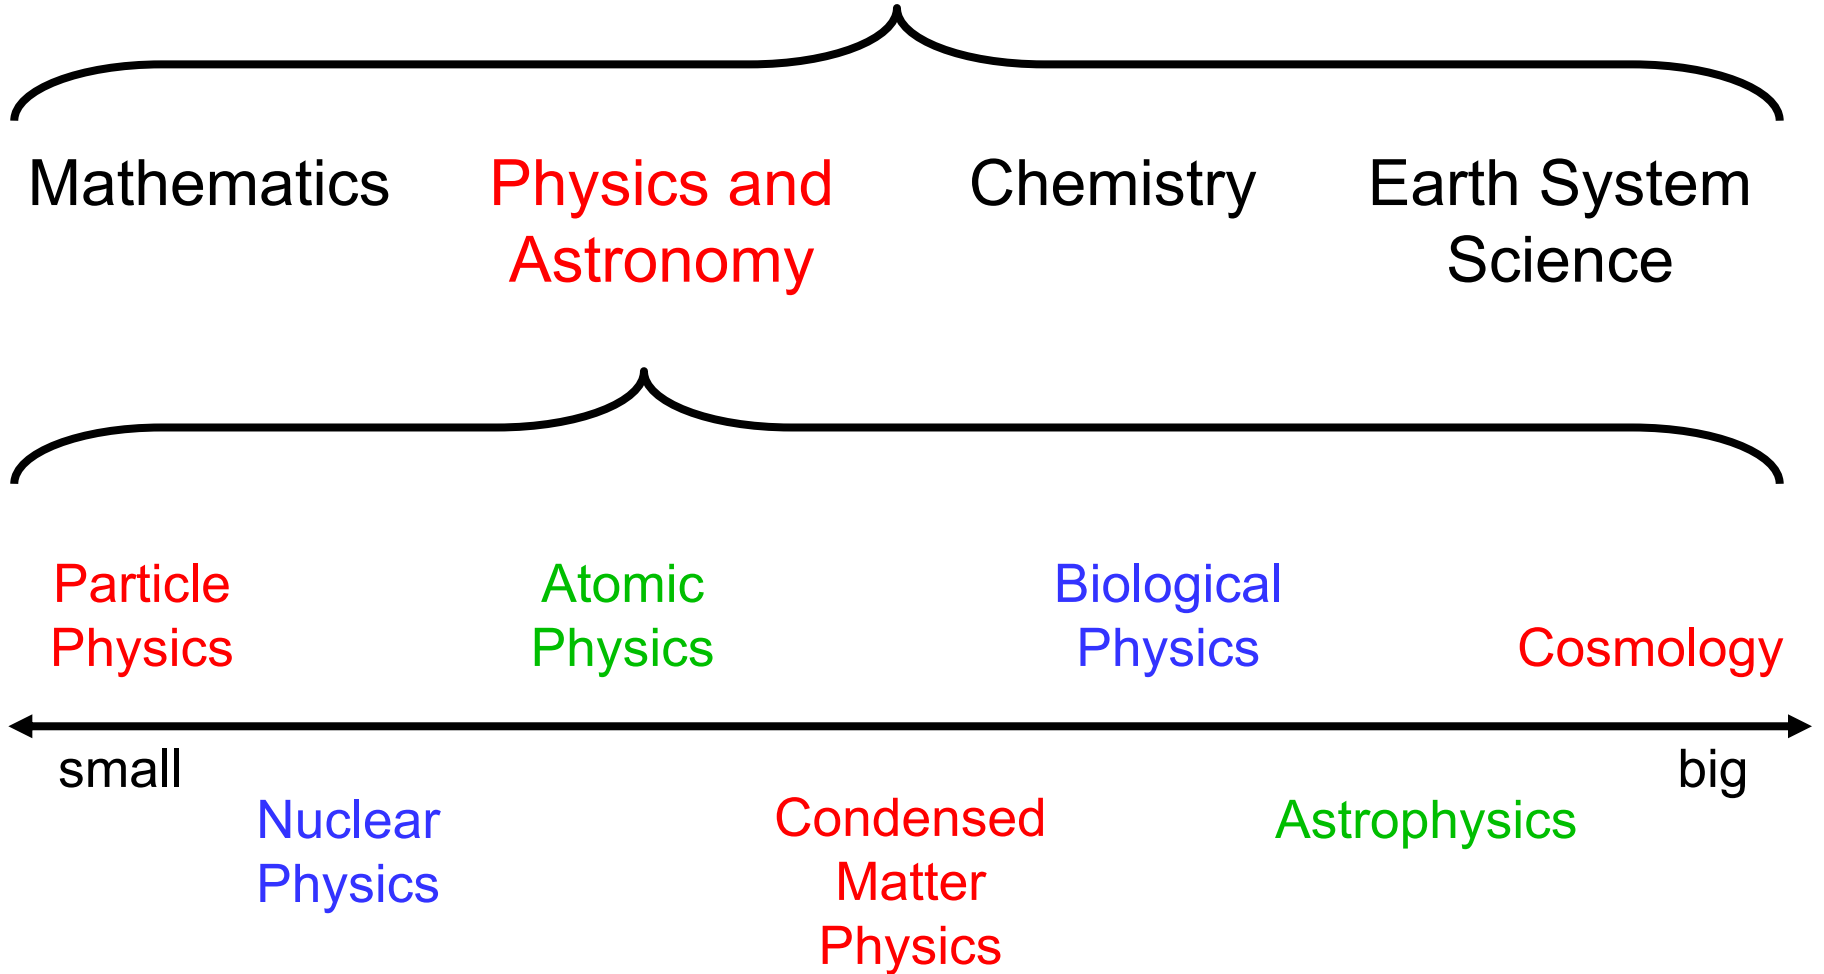 Mathematics
Physics and
Astronomy
Chemistry
Earth System
Science
Particle
Physics
Atomic
Physics
Biological
Physics
Cosmology
small
big
Nuclear
Physics
Condensed
Matter
Physics
Astrophysics